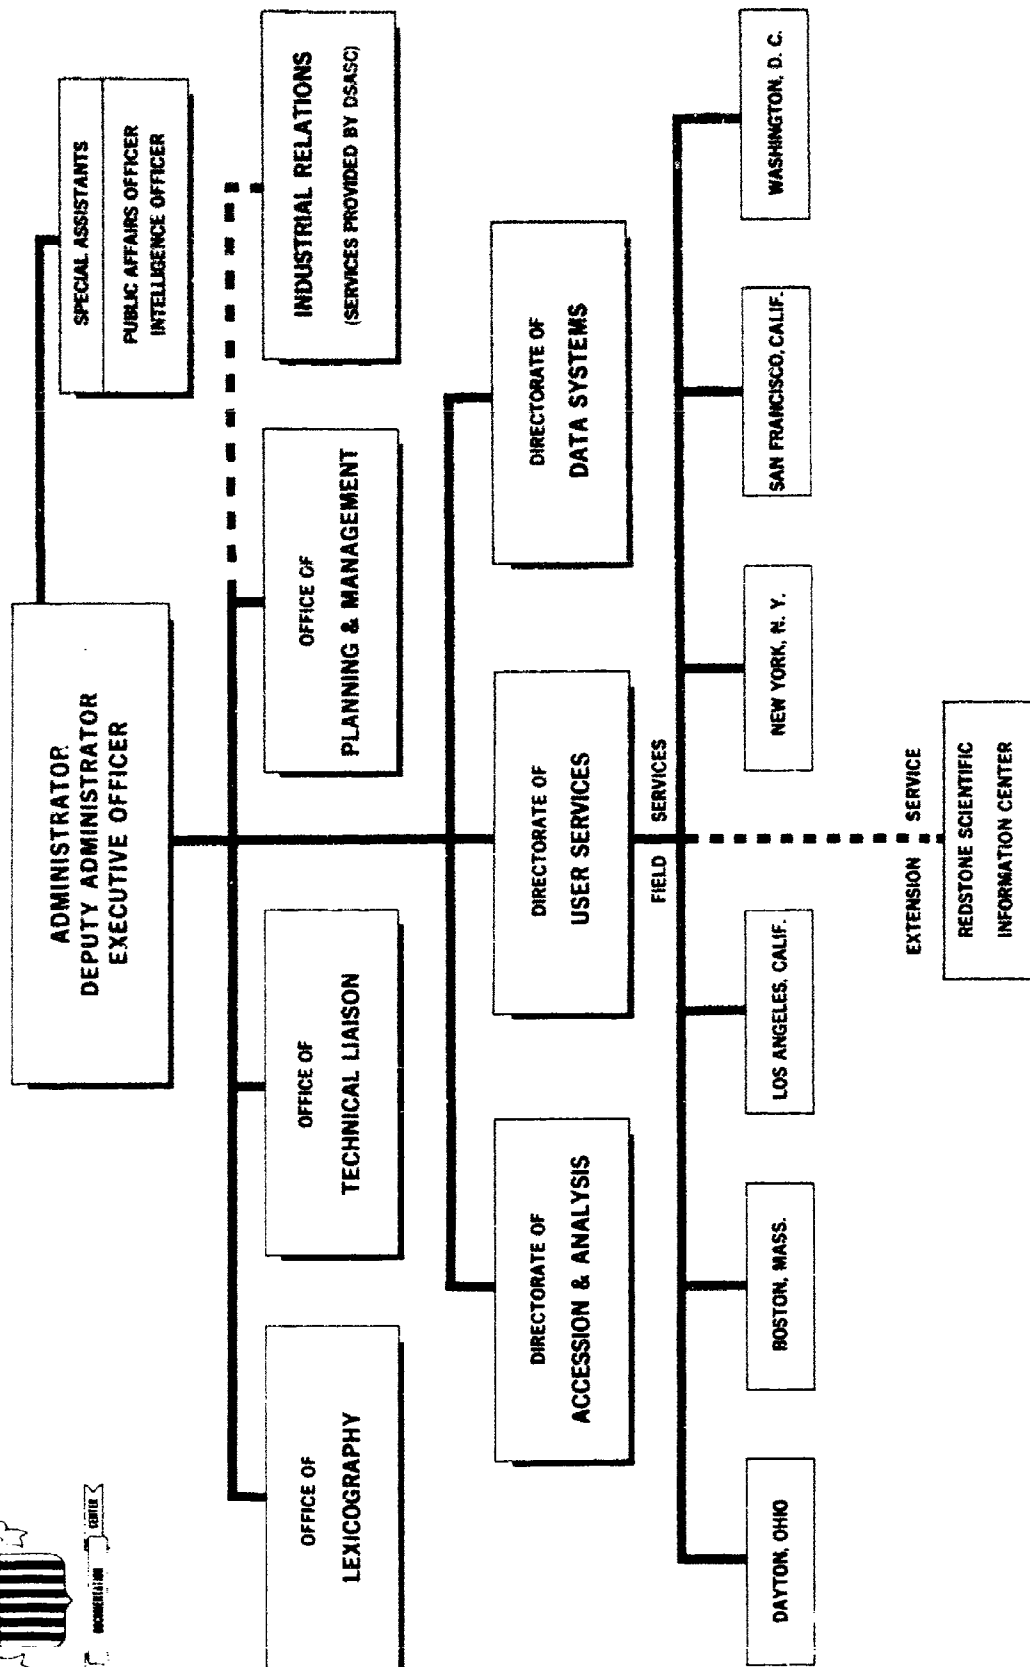 DOCUMENTATION CENTER
ADMINISTRATOR
DEPUTY ADMINISTRATOR
EXECUTIVE OFFICER
SPECIAL ASSISTANTS
PUBLIC AFFAIRS OFFICER
INTELLIGENCE OFFICER
OFFICE OF
LEXICOGRAPHY
OFFICE OF
TECHNICAL LIAISON
OFFICE OF
PLANNING & MANAGEMENT
INDUSTRIAL RELATIONS
(SERVICES PROVIDED BY DSASC)
DIRECTORATE OF
ACCESSION & ANALYSIS
DIRECTORATE OF
USER SERVICES
DIRECTORATE OF
DATA SYSTEMS
FIELD SERVICES
DAYTON, OHIO
BOSTON, MASS.
LOS ANGELES, CALIF.
NEW YORK, N. Y.
SAN FRANCISCO, CALIF.
WASHINGTON, D. C.
EXTENSION SERVICE
REDSTONE SCIENTIFIC
INFORMATION CENTER